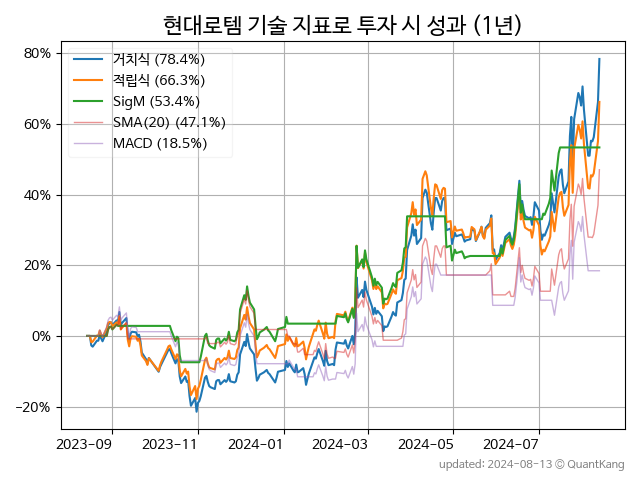 현대로템 기술 지표로 투자 시 성과 (1년)
80%
60%
40%
20%
0%
−20%
거치식 (78.4%)
적립식 (66.3%)
SigM (53.4%)
SMA(20) (47.1%)
MACD (18.5%)
2023-09
2023-11
2024-01
2024-03
2024-05
2024-07
updated: 2024-08-13 © QuantKang